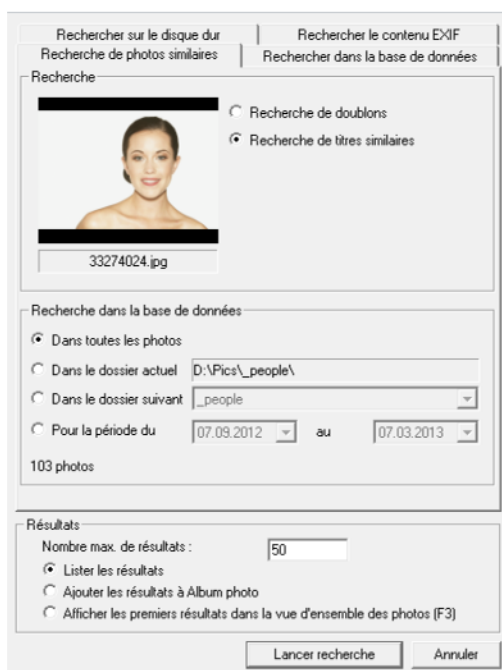 Rechercher sur le disque dur
Rechercher le contenu EXIF
Recherche de photos similaires
Rechercher dans la base de données
Recherche
Recherche de doublons
Recherche de titres similaires
33274024.jpg
Recherche dans la base de données
Dans toutes les photos
Dans le dossier actuel D:\Pics\_people\
Dans le dossier suivant _people
Pour la période du 07.09.2012 au 07.03.2013
103 photos
Résultats
Nombre max. de résultats : 50
Lister les résultats
Ajouter les résultats à Album photo
Afficher les premiers résultats dans la vue d'ensemble des photos (F3)
Lancer recherche Annuler